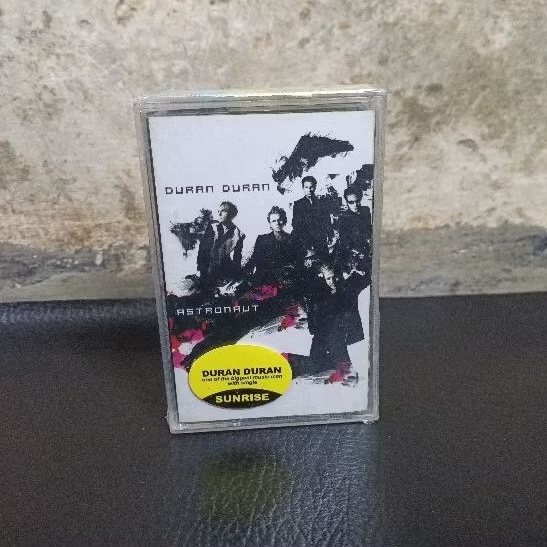 DURAN DURAN
ASTRONAUT
DURAN DURAN
one of the biggest music icon
with single
SUNRISE